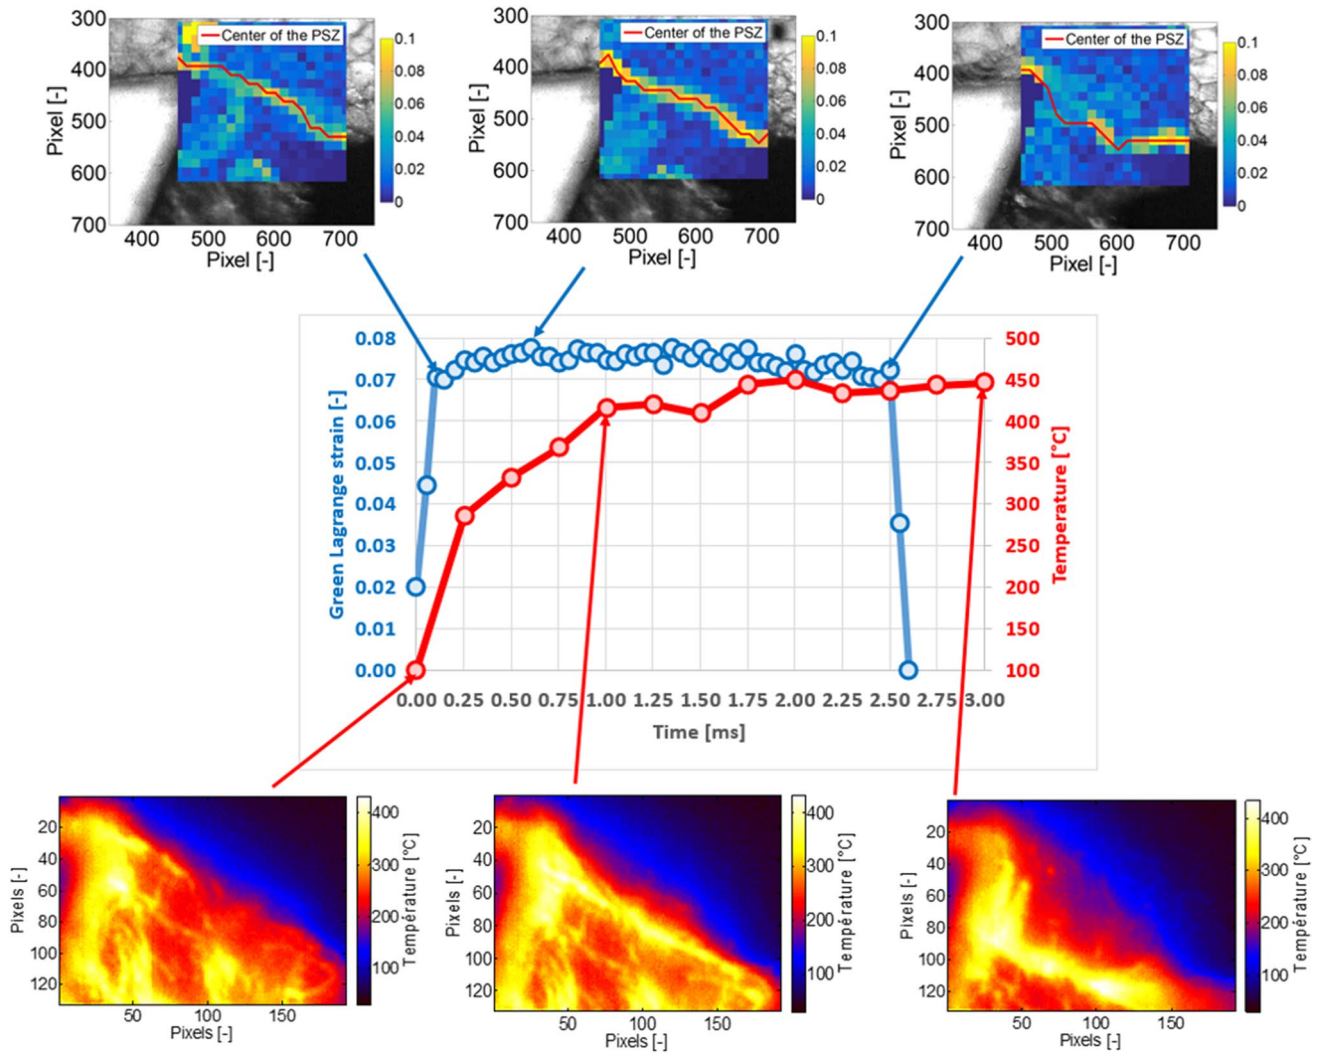 300
400
500
600
700
Pixel [-]
Center of the PSZ
0.1
0.08
0.06
0.04
0.02
0
400 500 600 700
Pixel [-]
300
400
500
600
700
Pixel [-]
Center of the PSZ
0.1
0.08
0.06
0.04
0.02
0
400 500 600 700
Pixel [-]
300
400
500
600
700
Pixel [-]
Center of the PSZ
0.1
0.08
0.06
0.04
0.02
0
400 500 600 700
Pixel [-]
Green Lagrange strain [-]
0.08
0.07
0.06
0.05
0.04
0.03
0.02
0.01
0.00
500
450
400
350
300
250
200
150
100
Temperature [°C]
0.00 0.25 0.50 0.75 1.00 1.25 1.50 1.75 2.00 2.25 2.50 2.75 3.00
Time [ms]
Pixels [-]
20
40
60
80
100
120
50 100 150
Pixels [-]
400
300
200
100
Température [°C]
Pixels [-]
20
40
60
80
100
120
50 100 150
Pixels [-]
400
300
200
100
Température [°C]
Pixels [-]
20
40
60
80
100
120
50 100 150
Pixels [-]
400
300
200
100
Température [°C]